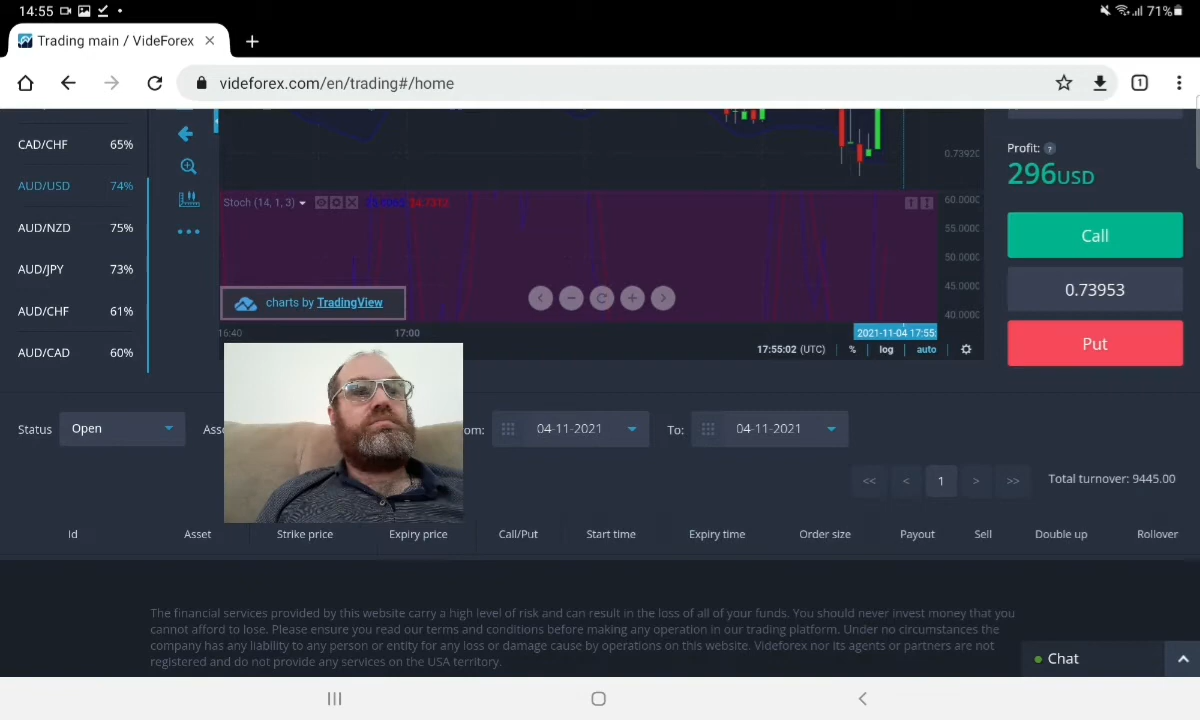 14:55
71%
Trading main / VideForex
videforex.com/en/trading#/home
1
CAD/CHF 65%
AUD/USD 74%
AUD/NZD 75%
AUD/JPY 73%
AUD/CHF 61%
AUD/CAD 60%
0.7392
Stoch (14, 1, 3)
60.0000
55.0000
50.0000
45.0000
40.0000
charts by TradingView
16:40
17:00
2021-11-04 17:55:
17:55:02 (UTC) % log auto
Profit: ?
296USD
Call
0.73953
Put
Status Open
Asse
om: 04-11-2021 To: 04-11-2021
<< < 1 > >>
Total turnover: 9445.00
Id Asset Strike price Expiry price Call/Put Start time Expiry time Order size Payout Sell Double up Rollover
The financial services provided by this website carry a high level of risk and can result in the loss of all of your funds. You should never invest money that you
cannot afford to lose. Please ensure you read our terms and conditions before making any operation in our trading platform. Under no circumstances the
company has any liability to any person or entity for any loss or damage cause by operations on this website. Videforex nor its agents or partners are not
registered and do not provide any services on the USA territory.
Chat